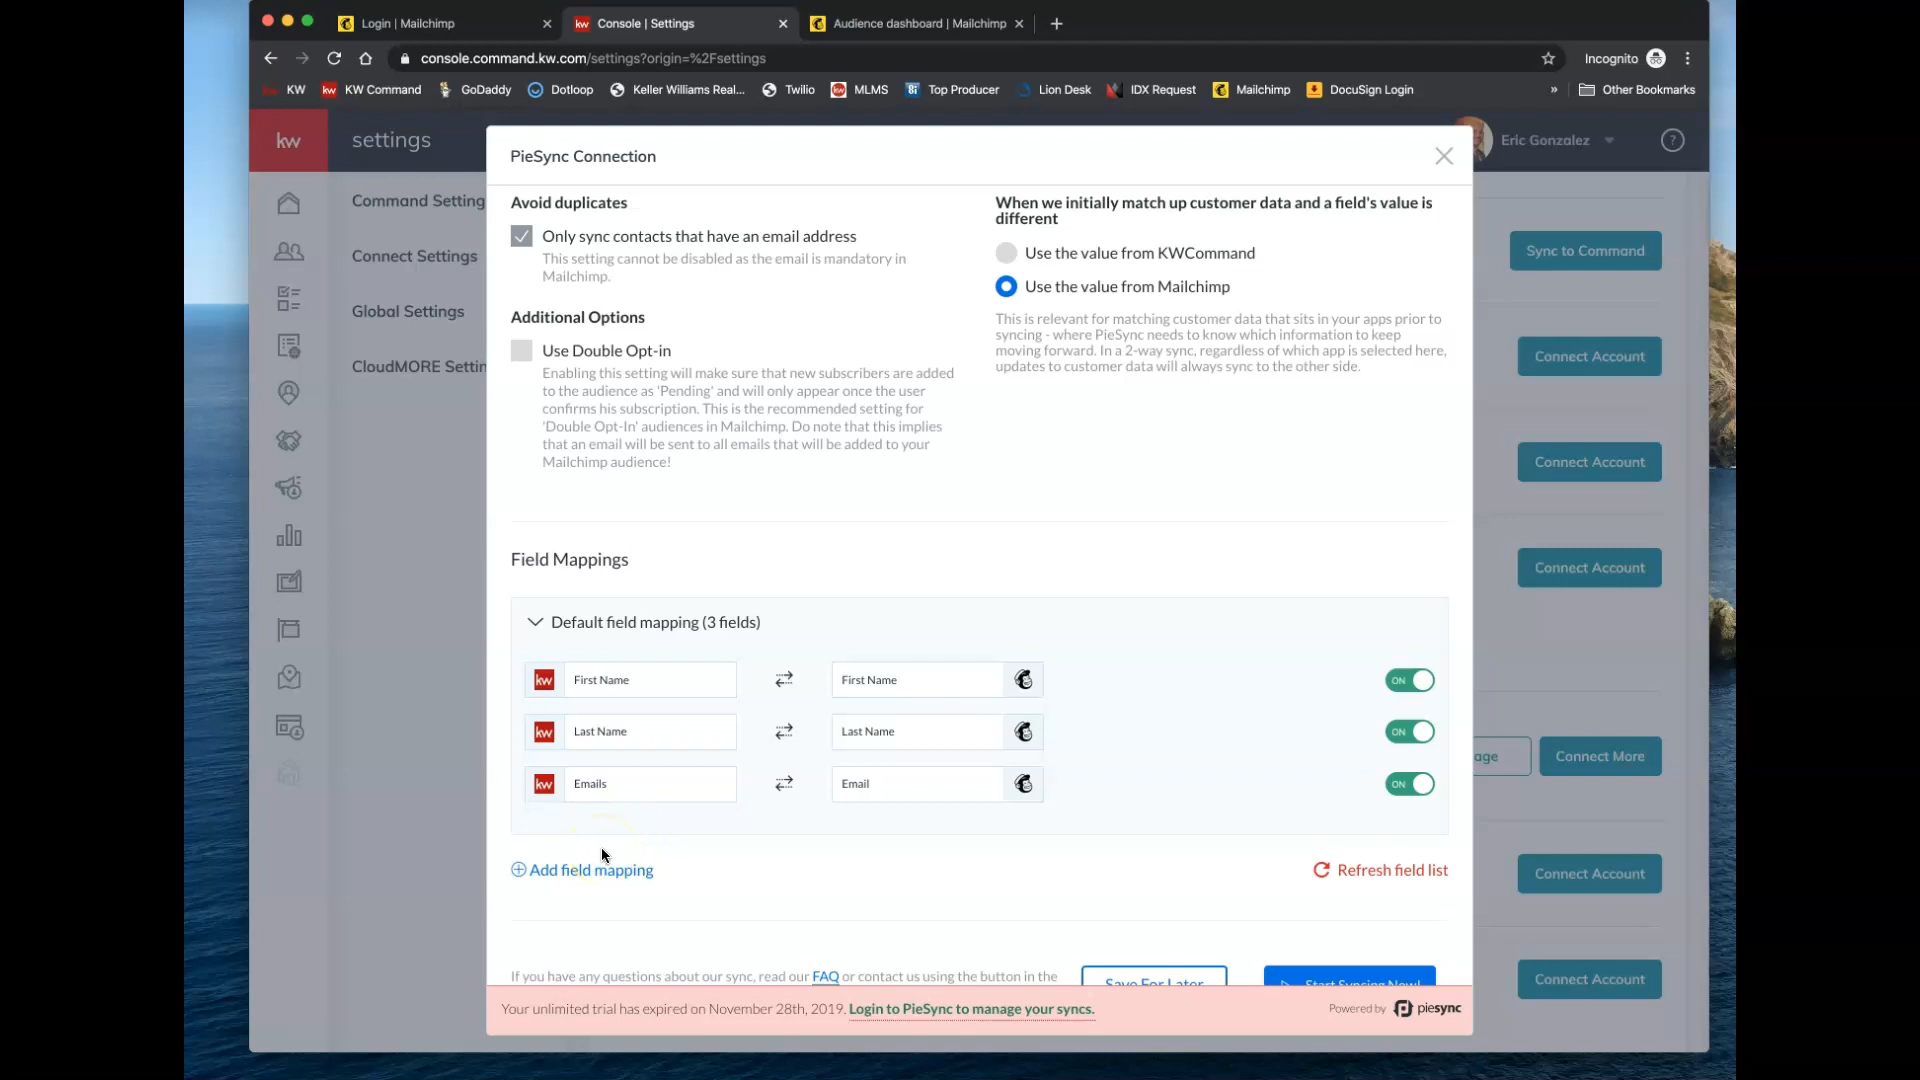 Login | Mailchimp
Console | Settings
Audience dashboard | Mailchimp
console.command.kw.com/settings?origin=%2Fsettings
Incognito
KW
KW Command
GoDaddy
Dotloop
Keller Williams Real...
Twilio
MLMS
Top Producer
Lion Desk
IDX Request
Mailchimp
DocuSign Login
»
Other Bookmarks
kw
settings
Eric Gonzalez
?
Command Setting
Connect Settings
Global Settings
CloudMORE Settin
PieSync Connection
Avoid duplicates
Only sync contacts that have an email address
This setting cannot be disabled as the email is mandatory in
Mailchimp.
Additional Options
Use Double Opt-in
Enabling this setting will make sure that new subscribers are added
to the audience as 'Pending' and will only appear once the user
confirms his subscription. This is the recommended setting for
'Double Opt-In' audiences in Mailchimp. Do note that this implies
that an email will be sent to all emails that will be added to your
Mailchimp audience!
When we initially match up customer data and a field's value is
different
Use the value from KWCommand
Use the value from Mailchimp
This is relevant for matching customer data that sits in your apps prior to
syncing - where PieSync needs to know which information to keep
moving forward. In a 2-way sync, regardless of which app is selected here,
updates to customer data will always sync to the other side.
Field Mappings
Default field mapping (3 fields)
kw First Name First Name ON
kw Last Name Last Name ON
kw Emails Email ON
Add field mapping
Refresh field list
If you have any questions about our sync, read our FAQ or contact us using the button in the
Save For Later
Start Syncing Now!
Your unlimited trial has expired on November 28th, 2019. Login to PieSync to manage your syncs.
Powered by piesync
Sync to Command
Connect Account
Connect Account
Connect Account
age
Connect More
Connect Account
Connect Account